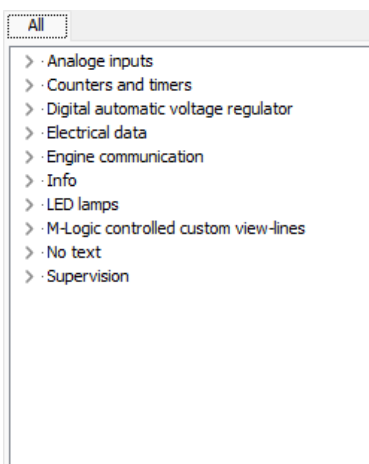 All
Analoge inputs
Counters and timers
Digital automatic voltage regulator
Electrical data
Engine communication
Info
LED lamps
M-Logic controlled custom view-lines
No text
Supervision